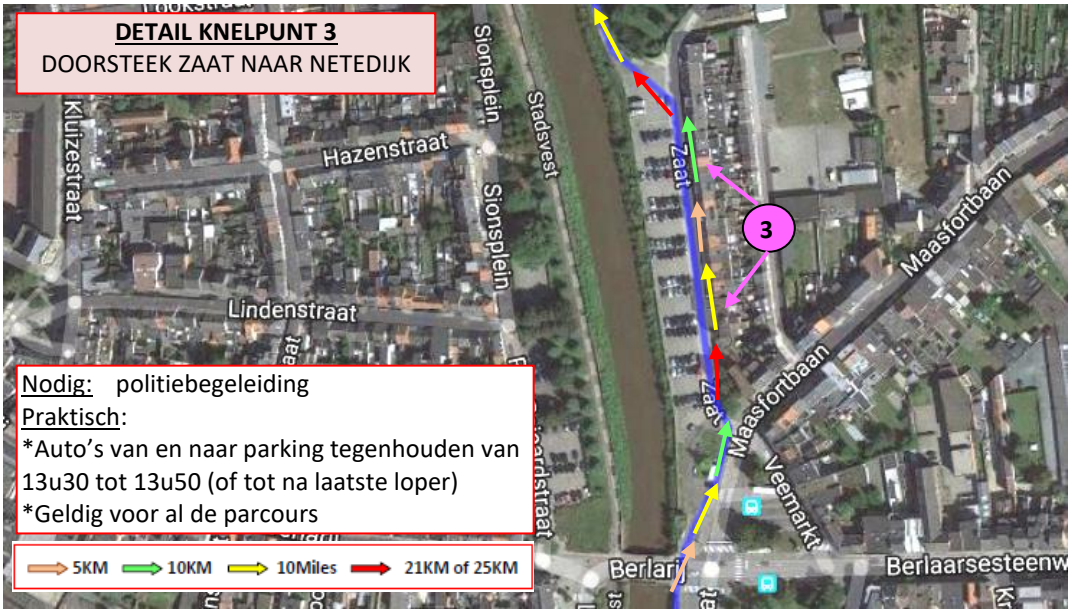 Lookstraat
DETAIL KNELPUNT 3
DOORSTEEK ZAAT NAAR NETEDIJK
Kluizestraat
Hazenstraat
Sionsplein
Stadsvest
Sionsplein
Zaat
3
Maasfortbaan
Lindenstraat
Zaat
Maasfortbaan
Veemarkt
Nodig: politiebegeleiding
Praktisch:
*Auto's van en naar parking tegenhouden van
13u30 tot 13u50 (of tot na laatste loper)
*Geldig voor al de parcours
5KM 10KM 10Miles 21KM of 25KM
Berlarij
Berlaarsesteenw